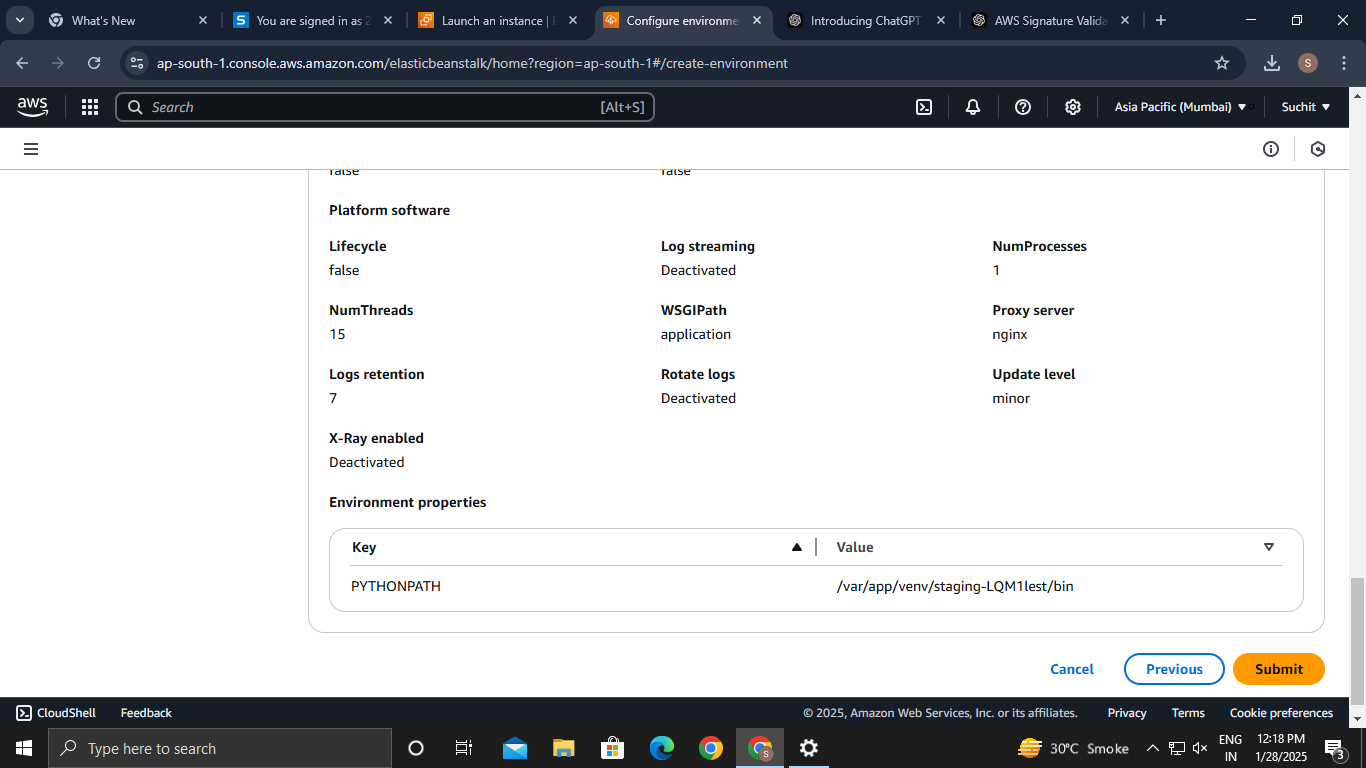 What's New
You are signed in as 2
Launch an instance | E
Configure environme
Introducing ChatGPT
AWS Signature Valida
ap-south-1.console.aws.amazon.com/elasticbeanstalk/home?region=ap-south-1#/create-environment
S
aws
Search
[Alt+S]
Asia Pacific (Mumbai)
Suchit
false
false
Platform software
Lifecycle
Log streaming
NumProcesses
false
Deactivated
1
NumThreads
WSGIPath
Proxy server
15
application
nginx
Logs retention
Rotate logs
Update level
7
Deactivated
minor
X-Ray enabled
Deactivated
Environment properties
Key
Value
PYTHONPATH
/var/app/venv/staging-LQM1lest/bin
Cancel
Previous
Submit
CloudShell
Feedback
© 2025, Amazon Web Services, Inc. or its affiliates.
Privacy
Terms
Cookie preferences
Type here to search
30°C Smoke
ENG
IN
12:18 PM
1/28/2025
3